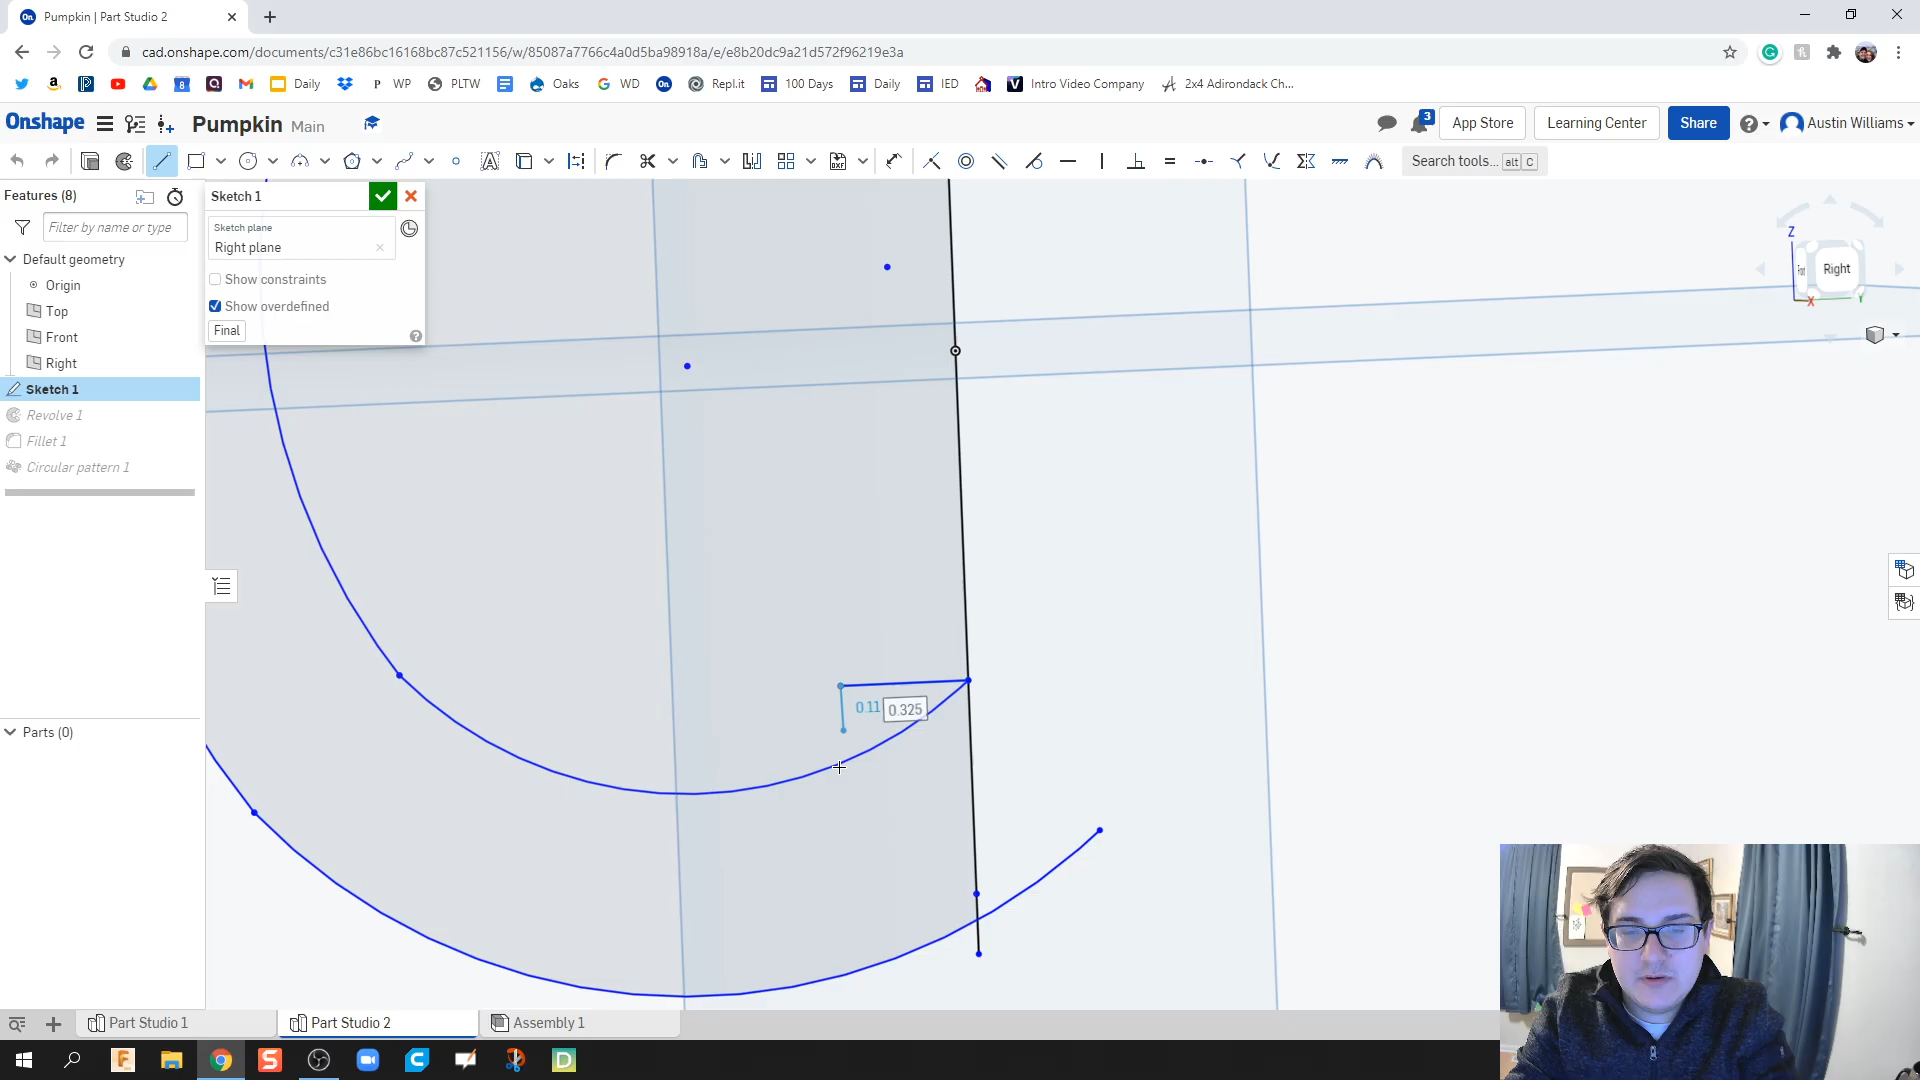 Pumpkin | Part Studio 2
cad.onshape.com/documents/c31e86bc16168bc87c521156/w/85087a7766c4a0d5ba98918a/e/e8b20dc9a21d572f96219e3a
Daily
P WP
PLTW
Oaks
G WD
Repl.it
100 Days
Daily
IED
Intro Video Company
2x4 Adirondack Ch...
Onshape
Pumpkin Main
3
App Store
Learning Center
Share
Austin Williams
Search tools... alt C
Features (8)
Filter by name or type
Default geometry
Origin
Top
Front
Right
Sketch 1
Revolve 1
Fillet 1
Circular pattern 1
Parts (0)
Sketch 1
Sketch plane
Right plane
Show constraints
Show overdefined
Final
0.11
0.325
Z
Right
X
Y
Part Studio 1
Part Studio 2
Assembly 1